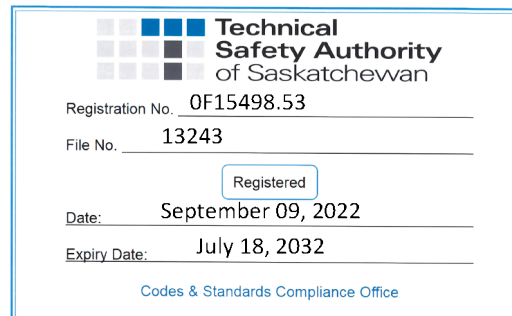 Technical
Safety Authority
of Saskatchewan
Registration No. 0F15498.53
File No. 13243
Registered
Date: September 09, 2022
Expiry Date: July 18, 2032
Codes & Standards Compliance Office